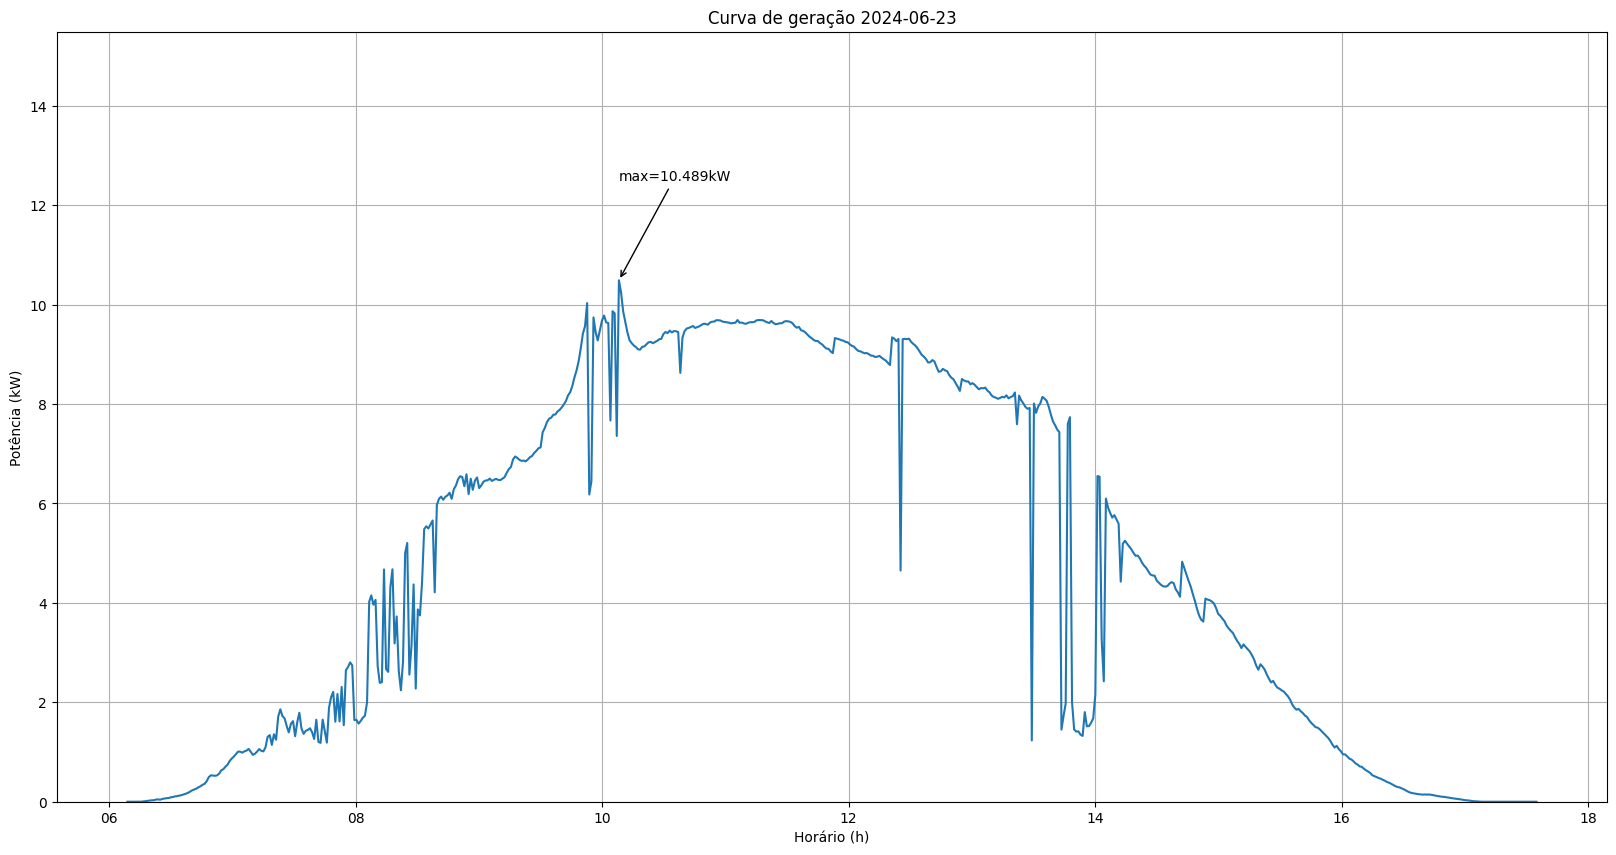 Curva de geração 2024-06-23
14
12
10
8
6
4
2
0
Potência (kW)
max=10.489kW
06 08 10 12 14 16 18
Horário (h)